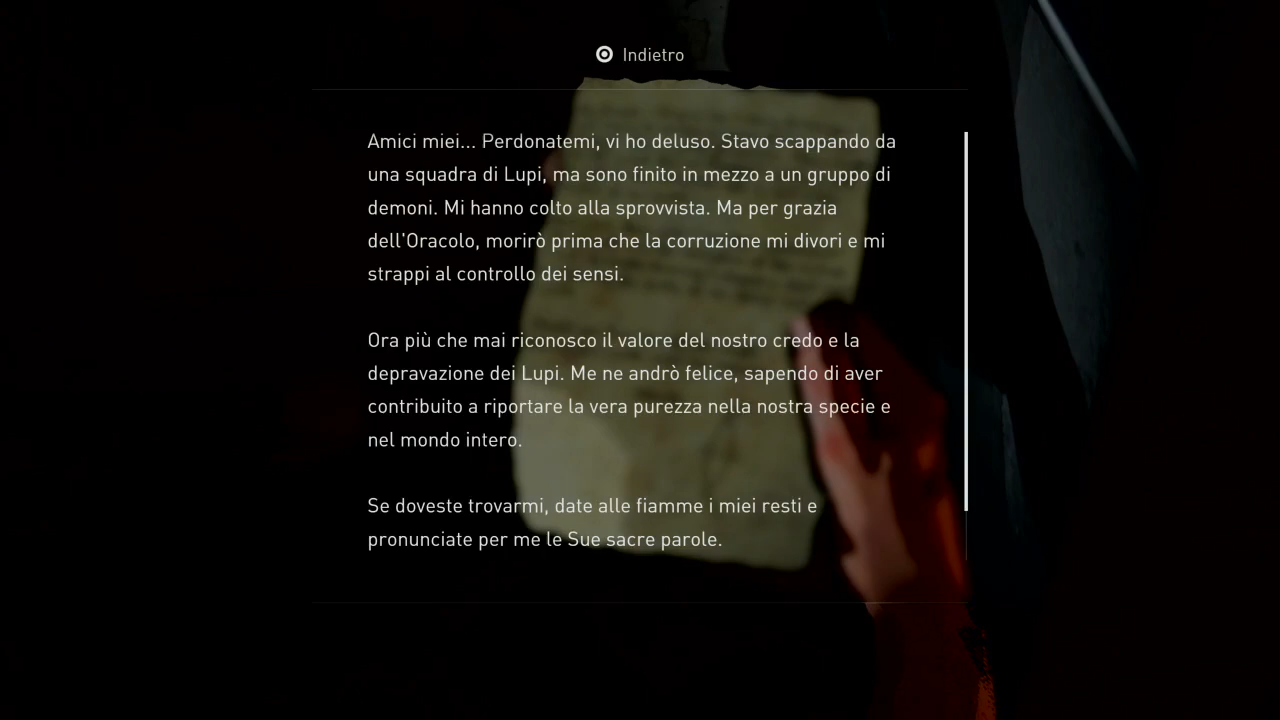 Indietro
Amici miei... Perdonatemi, vi ho deluso. Stavo scappando da
una squadra di Lupi, ma sono finito in mezzo a un gruppo di
demoni. Mi hanno colto alla sprovvista. Ma per grazia
dell'Oracolo, morirò prima che la corruzione mi divori e mi
strappi al controllo dei sensi.
Ora più che mai riconosco il valore del nostro credo e la
depravazione dei Lupi. Me ne andrò felice, sapendo di aver
contribuito a riportare la vera purezza nella nostra specie e
nel mondo intero.
Se doveste trovarmi, date alle fiamme i miei resti e
pronunciate per me le Sue sacre parole.